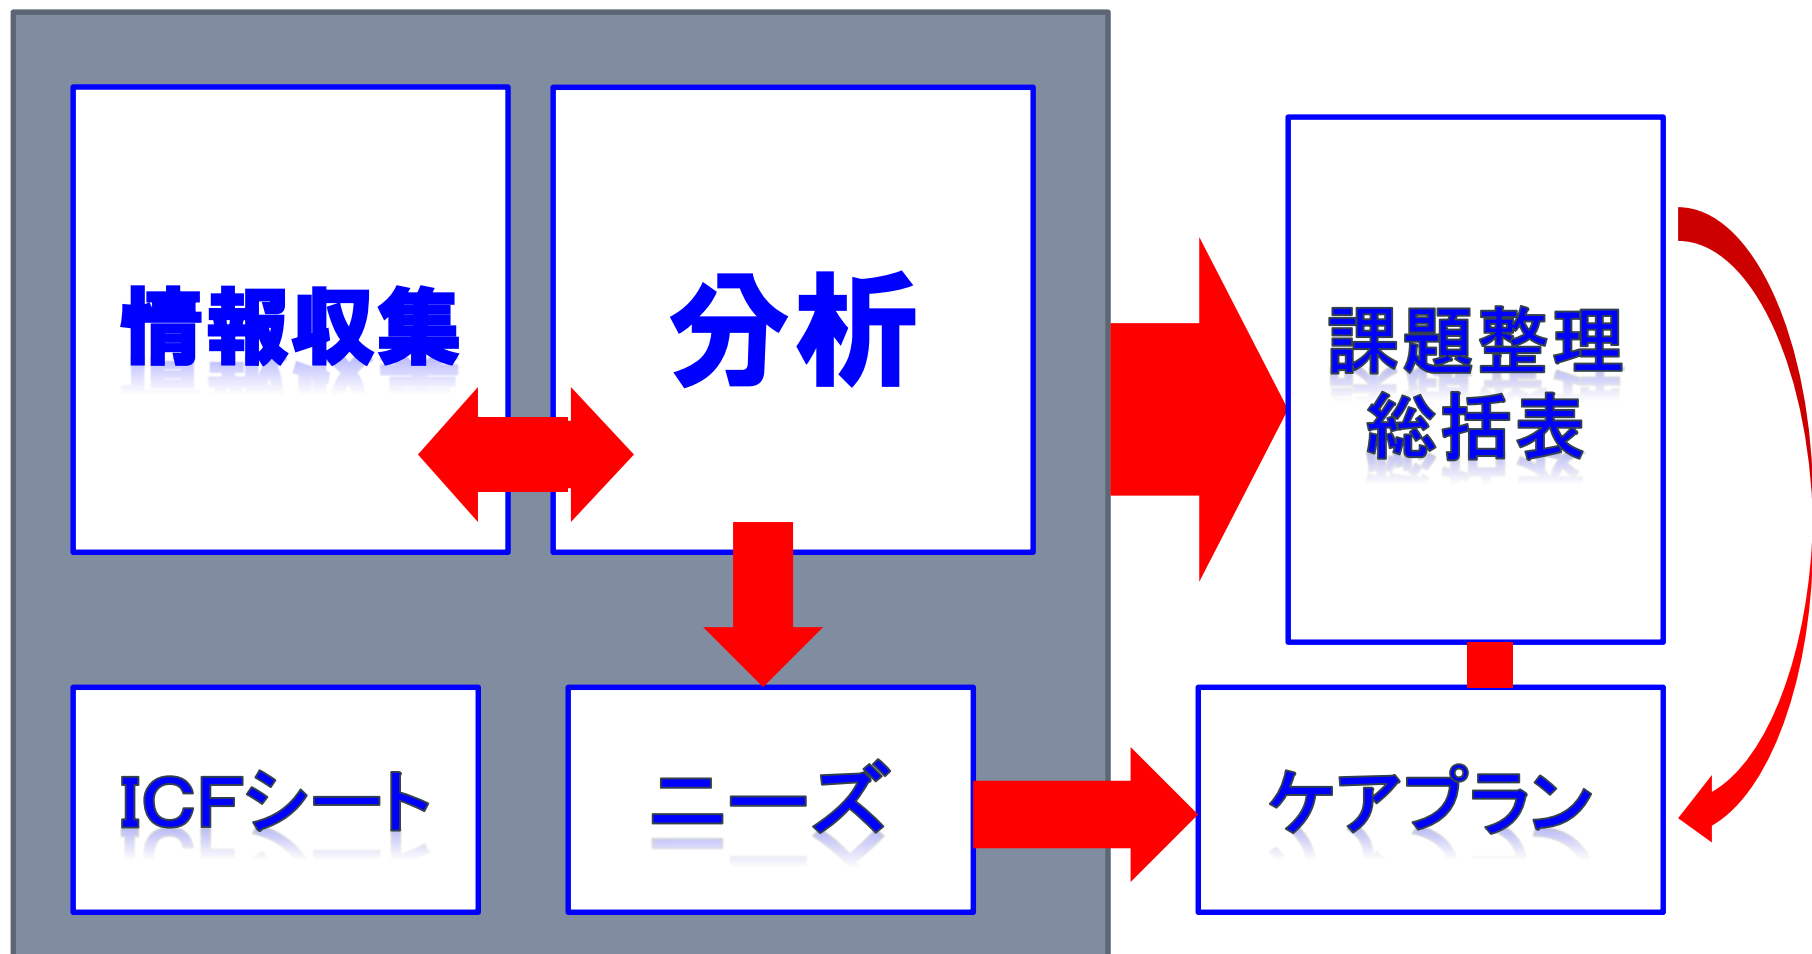 情報収集
分析
課題整理
総括表
ICFシート
ニーズ
ケアプラン